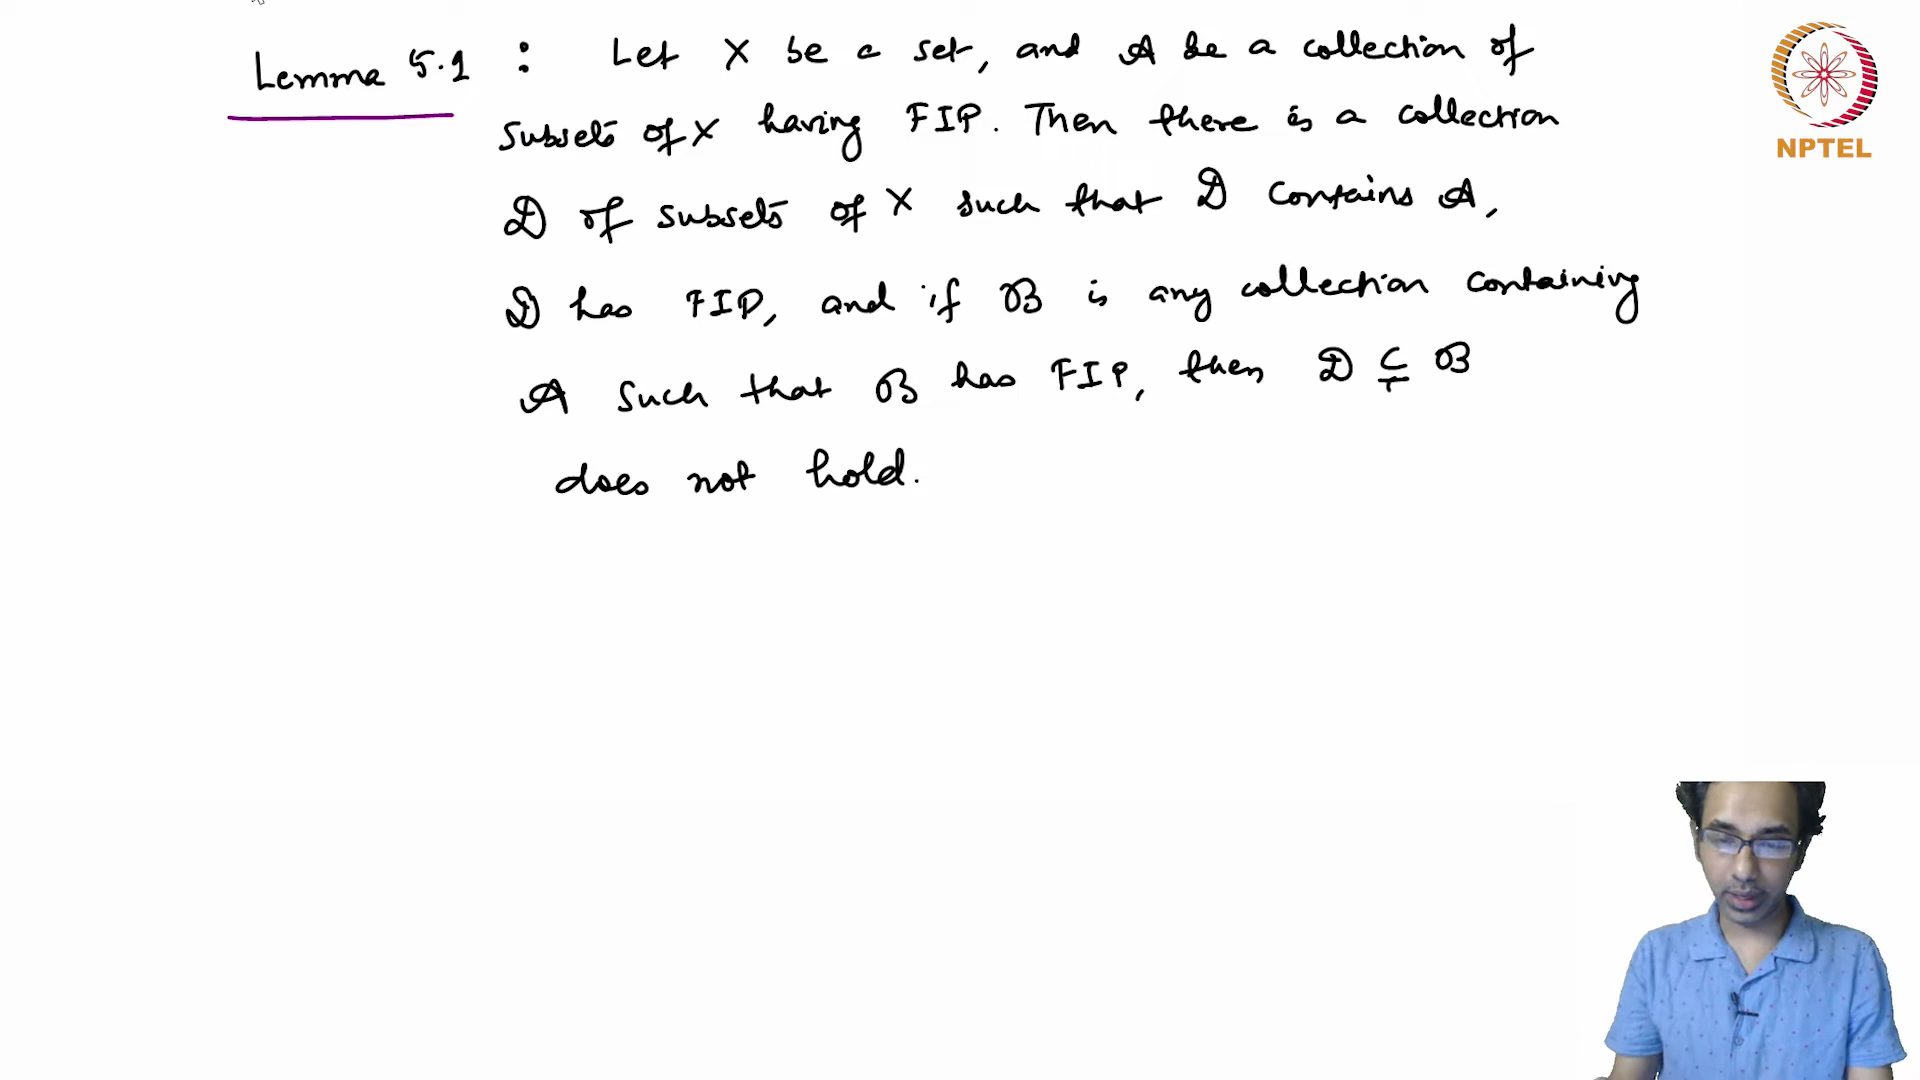 Lemma 5.1 : Let X be a set, and 𝒜 be a collection of
subsets of X having FIP. Then there is a collection
𝒟 of subsets of X such that 𝒟 contains 𝒜,
𝒟 has FIP, and if ℬ is any collection containing
𝒜 such that ℬ has FIP, then 𝒟 ⊊ ℬ
does not hold.
NPTEL